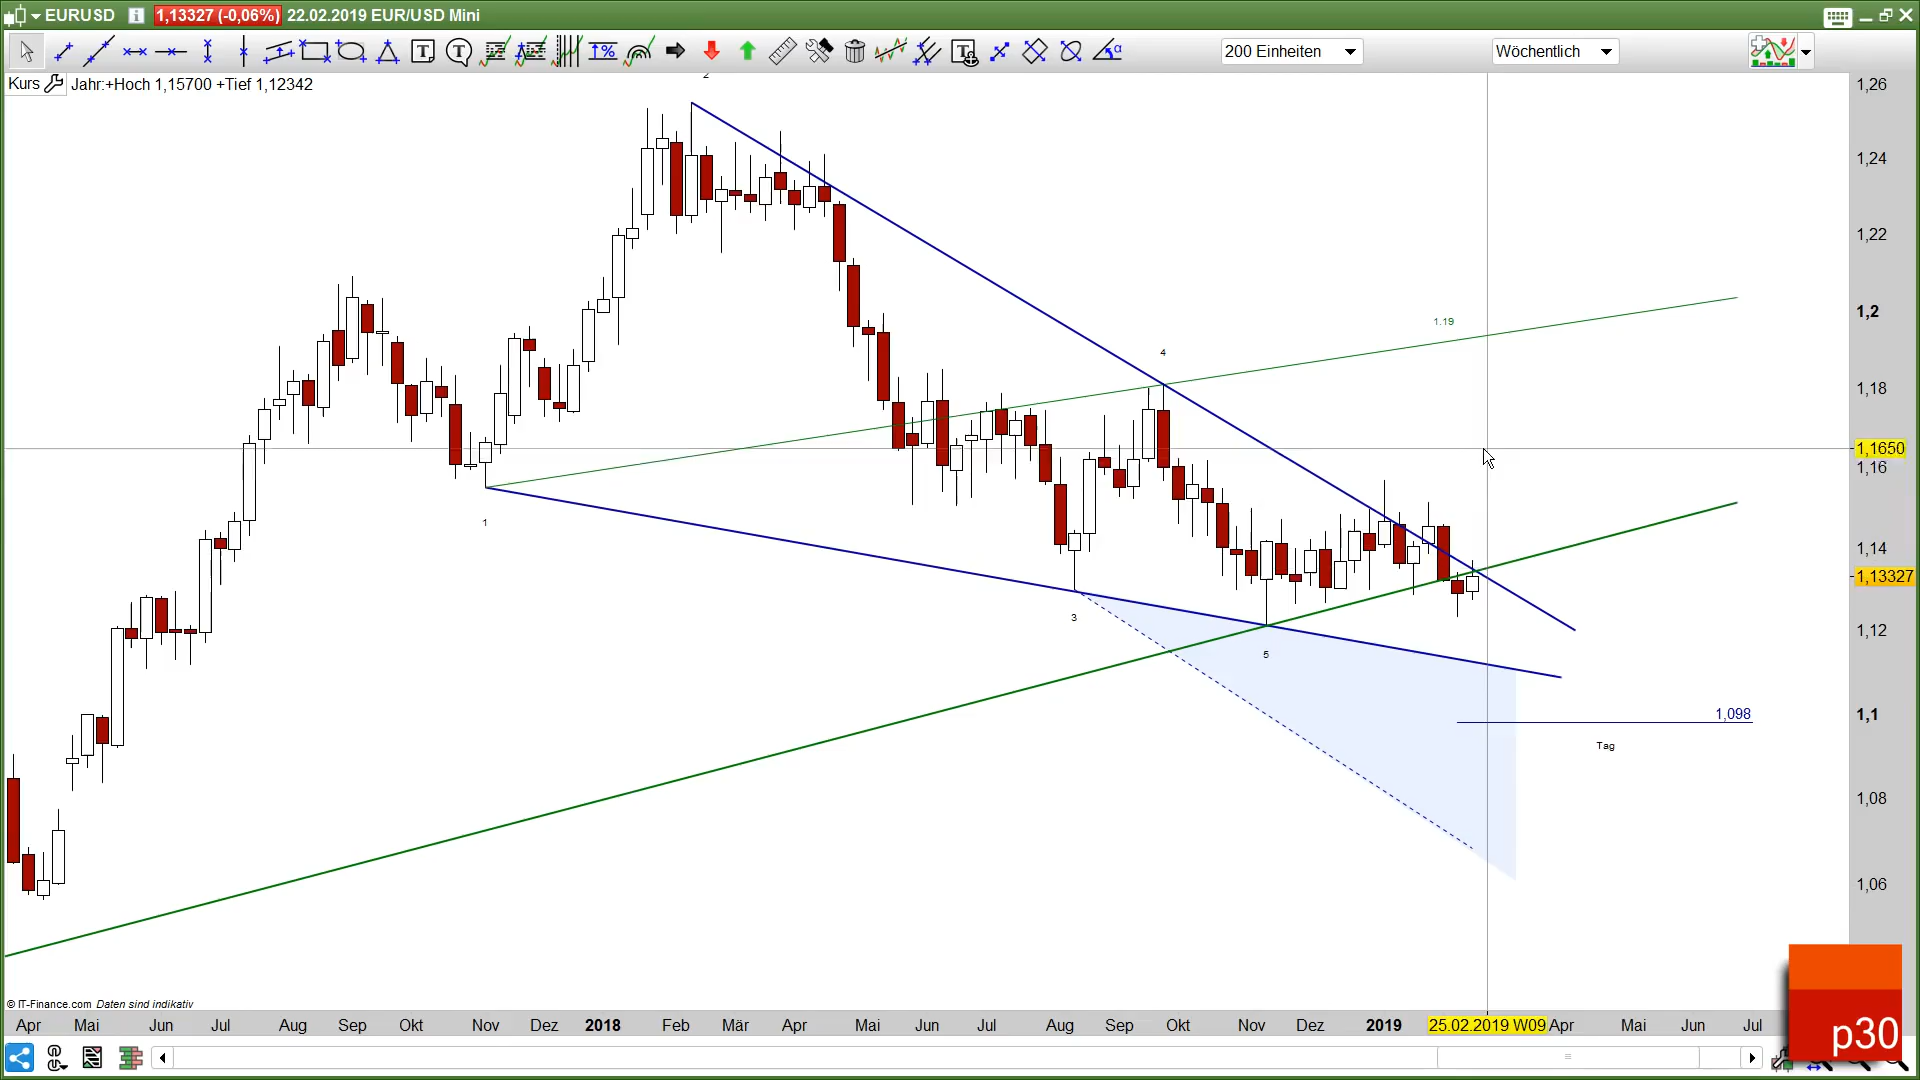 EURUSD 1,13327 (-0,06%) 22.02.2019 EUR/USD Mini
200 Einheiten
Wöchentlich
Kurs Jahr:+Hoch 1,15700 +Tief 1,12342
2
1,26
1,24
1,22
1,2
1.19
4
1,18
1,1650
1,16
1
1,14
1,13327
3
1,12
5
1,098
1,1
Tag
1,08
1,06
© IT-Finance.com Daten sind indikativ
Apr Mai Jun Jul Aug Sep Okt Nov Dez 2018 Feb Mär Apr Mai Jun Jul Aug Sep Okt Nov Dez 2019 25.02.2019 W09 Apr Mai Jun Jul
p30